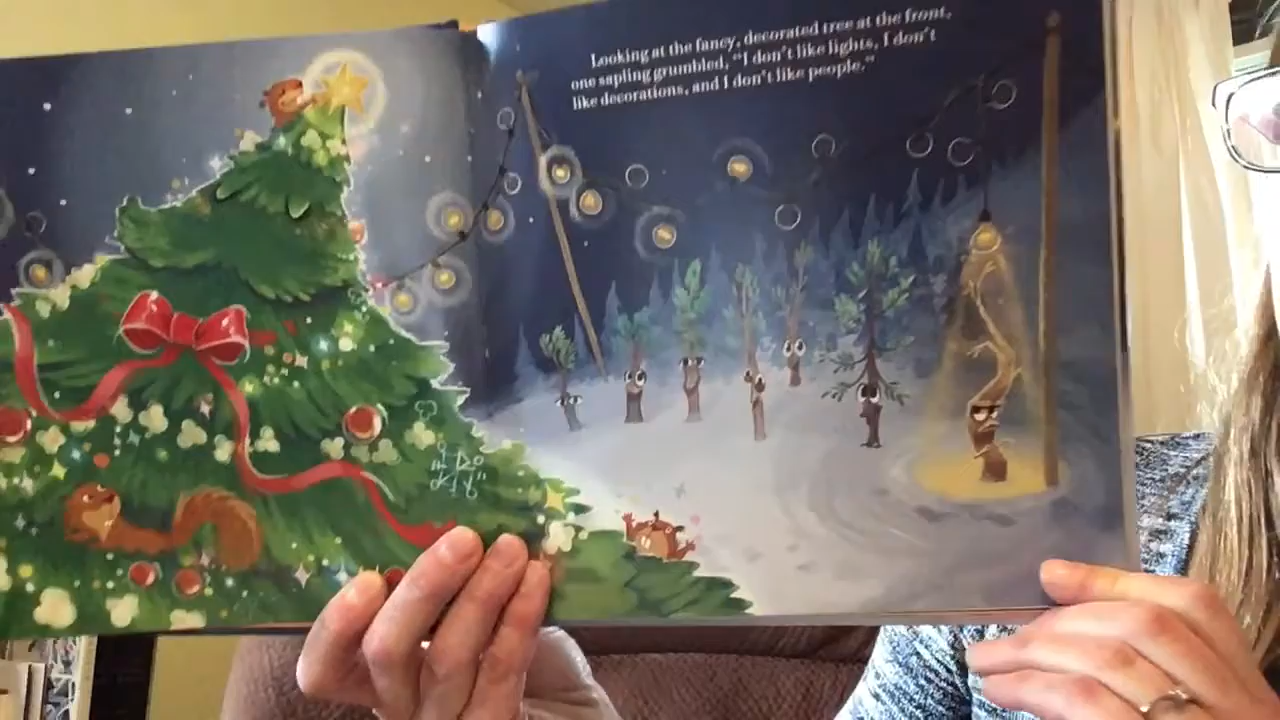 Looking at the fancy, decorated tree at the front,
one sapling grumbled, “I don’t like lights, I don’t
like decorations, and I don’t like people.”